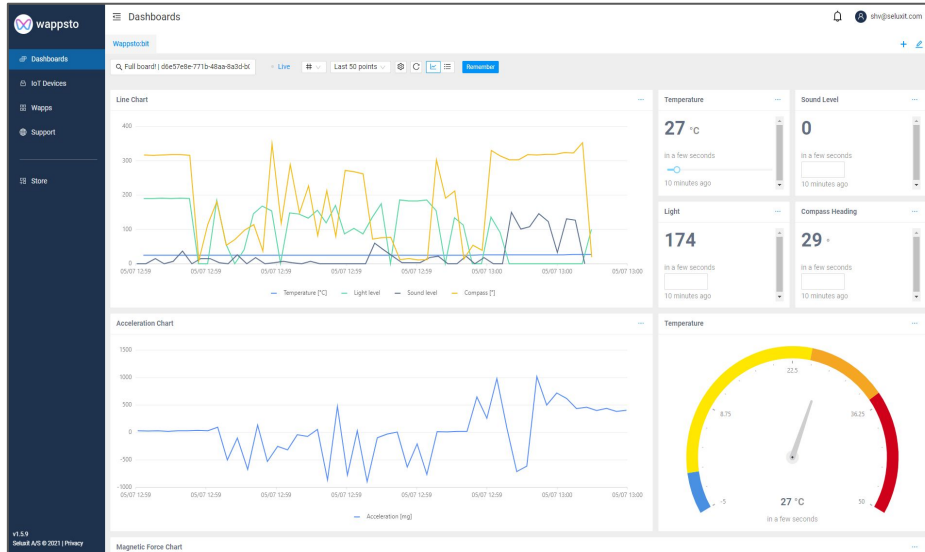 wappsto
Dashboards
shv@seluxit.com
Wappsto:bit
Dashboards
IoT Devices
Wapps
Support
Store
v1.5.9
Seluxit A/S © 2021 | Privacy
Full board! | d6e57e8e-771b-48aa-8a3d-b(
Live
#
Last 50 points
Remember
Line Chart
400
300
200
100
0
05/07 12:59 05/07 12:59 05/07 12:59 05/07 12:59 05/07 12:59 05/07 13:00 05/07 13:00 05/07 13:00
Temperature [°C] Light level Sound level Compass [°]
Temperature
27 °C
in a few seconds
10 minutes ago
Sound Level
0
in a few seconds
10 minutes ago
Light
174
in a few seconds
10 minutes ago
Compass Heading
29 °
in a few seconds
10 minutes ago
Acceleration Chart
1500
1000
500
0
-500
-1000
05/07 12:59 05/07 12:59 05/07 12:59 05/07 12:59 05/07 12:59 05/07 12:59 05/07 13:00 05/07 13:00
Acceleration [mg]
Temperature
22.5
8.75
36.25
-5
50
27 °C
in a few seconds
Magnetic Force Chart